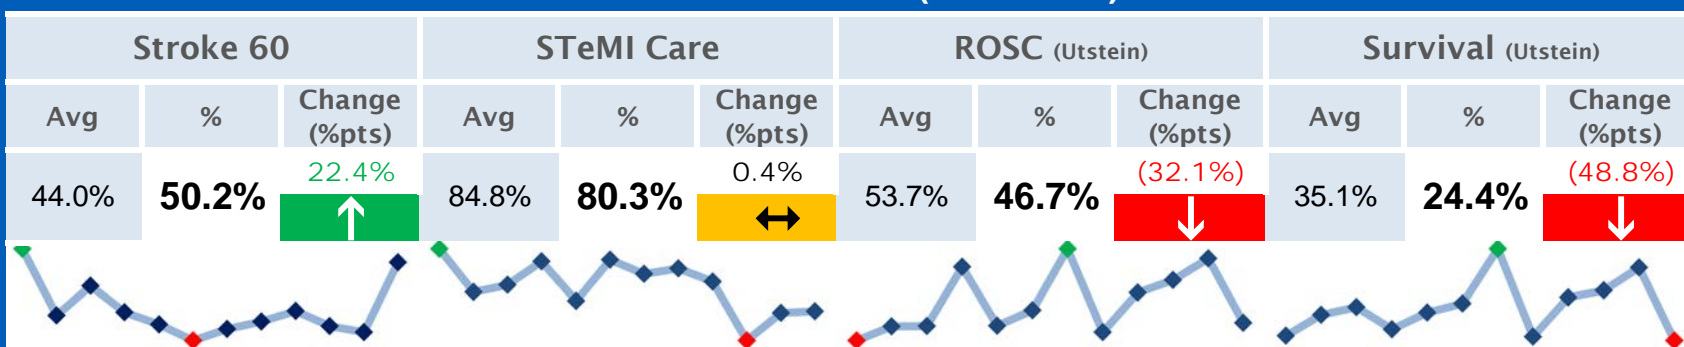 Stroke 60 STeMI Care ROSC (Utstein) Survival (Utstein)
Avg % Change (%pts) Avg % Change (%pts) Avg % Change (%pts) Avg % Change (%pts)
44.0% 50.2% 22.4% 84.8% 80.3% 0.4% 53.7% 46.7% (32.1%) 35.1% 24.4% (48.8%)